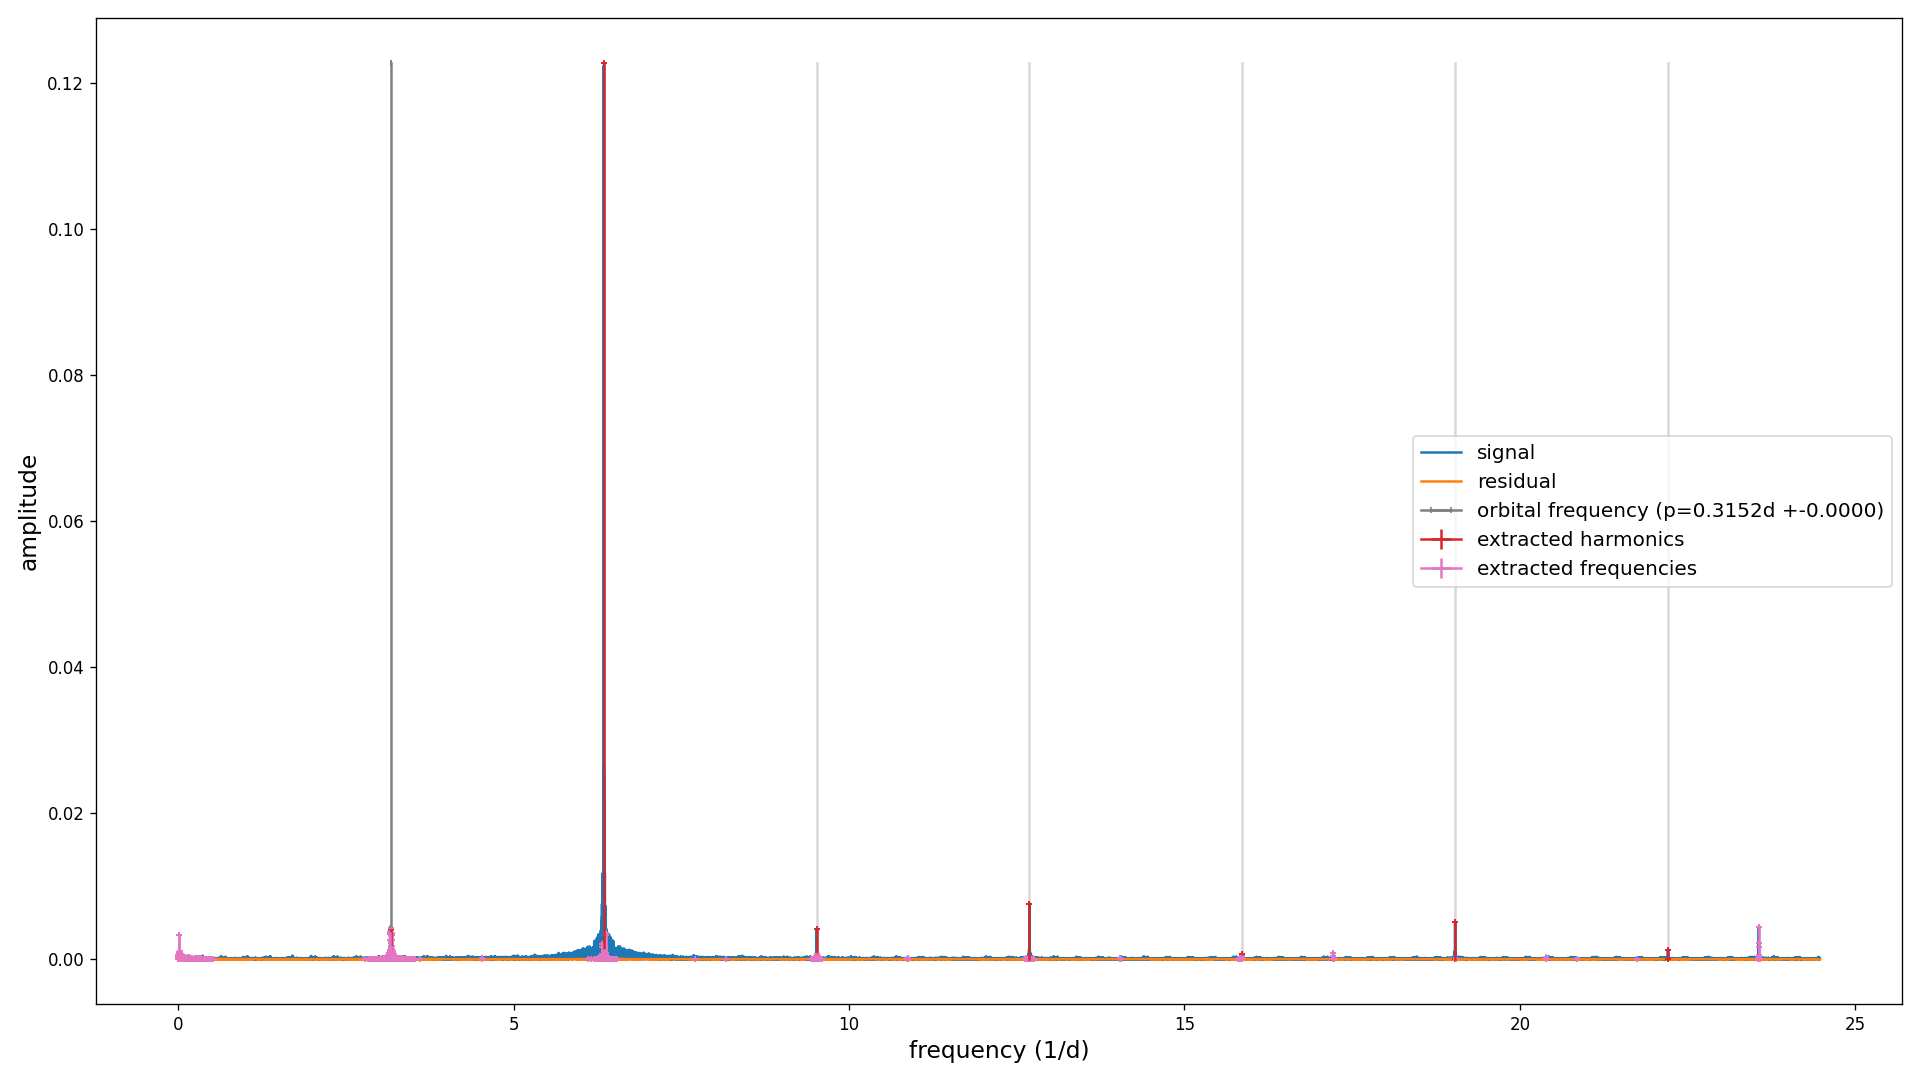 0.12
0.10
0.08
0.06
0.04
0.02
0.00
amplitude
signal
residual
orbital frequency (p=0.3152d +-0.0000)
extracted harmonics
extracted frequencies
0 5 10 15 20 25
frequency (1/d)